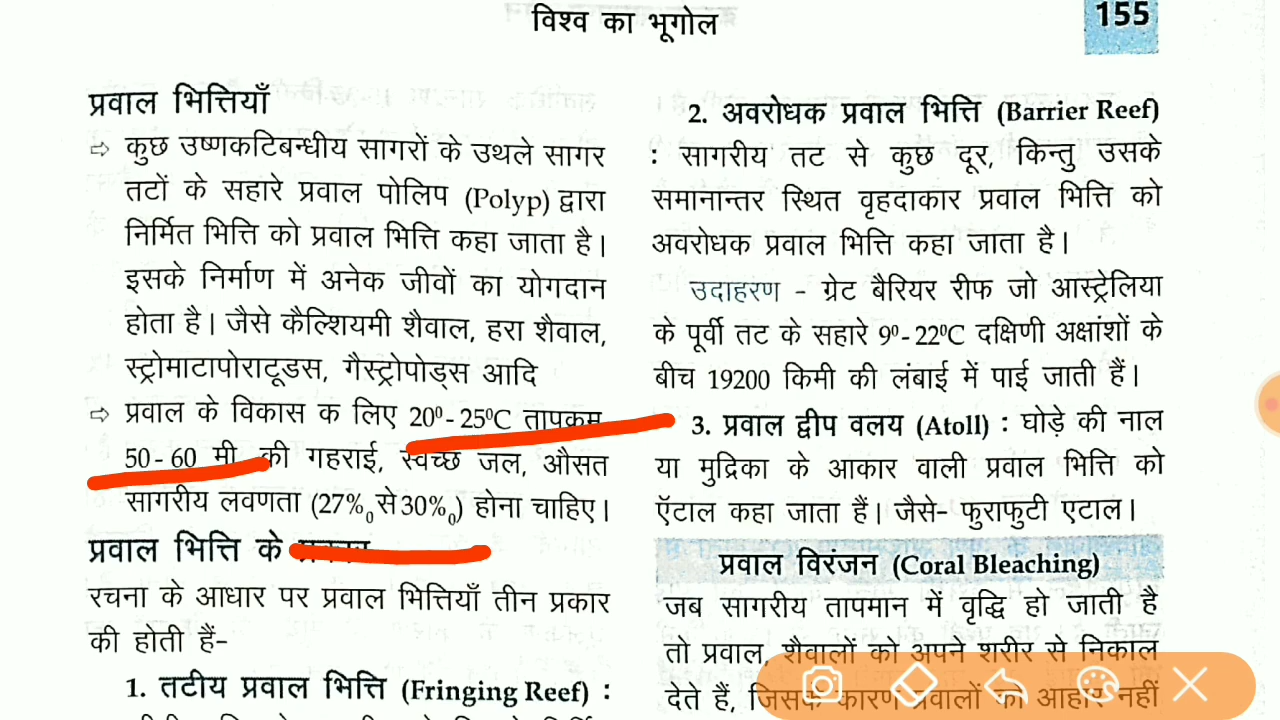 विश्व का भूगोल
155
प्रवाल भित्तियाँ
⇨ कुछ उष्णकटिबन्धीय सागरों के उथले सागर
तटों के सहारे प्रवाल पोलिप (Polyp) द्वारा
निर्मित भित्ति को प्रवाल भित्ति कहा जाता है।
इसके निर्माण में अनेक जीवों का योगदान
होता है। जैसे कैल्शियमी शैवाल, हरा शैवाल,
स्ट्रोमाटापोराटूडस, गैस्ट्रोपोड्स आदि
⇨ प्रवाल के विकास क लिए 20⁰-25⁰C तापक्रम
50-60 मी की गहराई, स्वच्छ जल, औसत
सागरीय लवणता (27%₀ से 30%₀) होना चाहिए।
प्रवाल भित्ति के
रचना के आधार पर प्रवाल भित्तियाँ तीन प्रकार
की होती हैं-
1. तटीय प्रवाल भित्ति (Fringing Reef) :
2. अवरोधक प्रवाल भित्ति (Barrier Reef)
: सागरीय तट से कुछ दूर, किन्तु उसके
समानान्तर स्थित वृहदाकार प्रवाल भित्ति को
अवरोधक प्रवाल भित्ति कहा जाता है।
उदाहरण - ग्रेट बैरियर रीफ जो आस्ट्रेलिया
के पूर्वी तट के सहारे 9⁰-22⁰C दक्षिणी अक्षांशों के
बीच 19200 किमी की लंबाई में पाई जाती हैं।
3. प्रवाल द्वीप वलय (Atoll) : घोड़े की नाल
या मुद्रिका के आकार वाली प्रवाल भित्ति को
ऍटाल कहा जाता हैं। जैसे- फुराफुटी एटाल।
प्रवाल विरंजन (Coral Bleaching)
जब सागरीय तापमान में वृद्धि हो जाती है
तो प्रवाल, शैवालों को अपने शरीर से निकाल
देते हैं, जिसके कारण प्रवालों को आहार नहीं